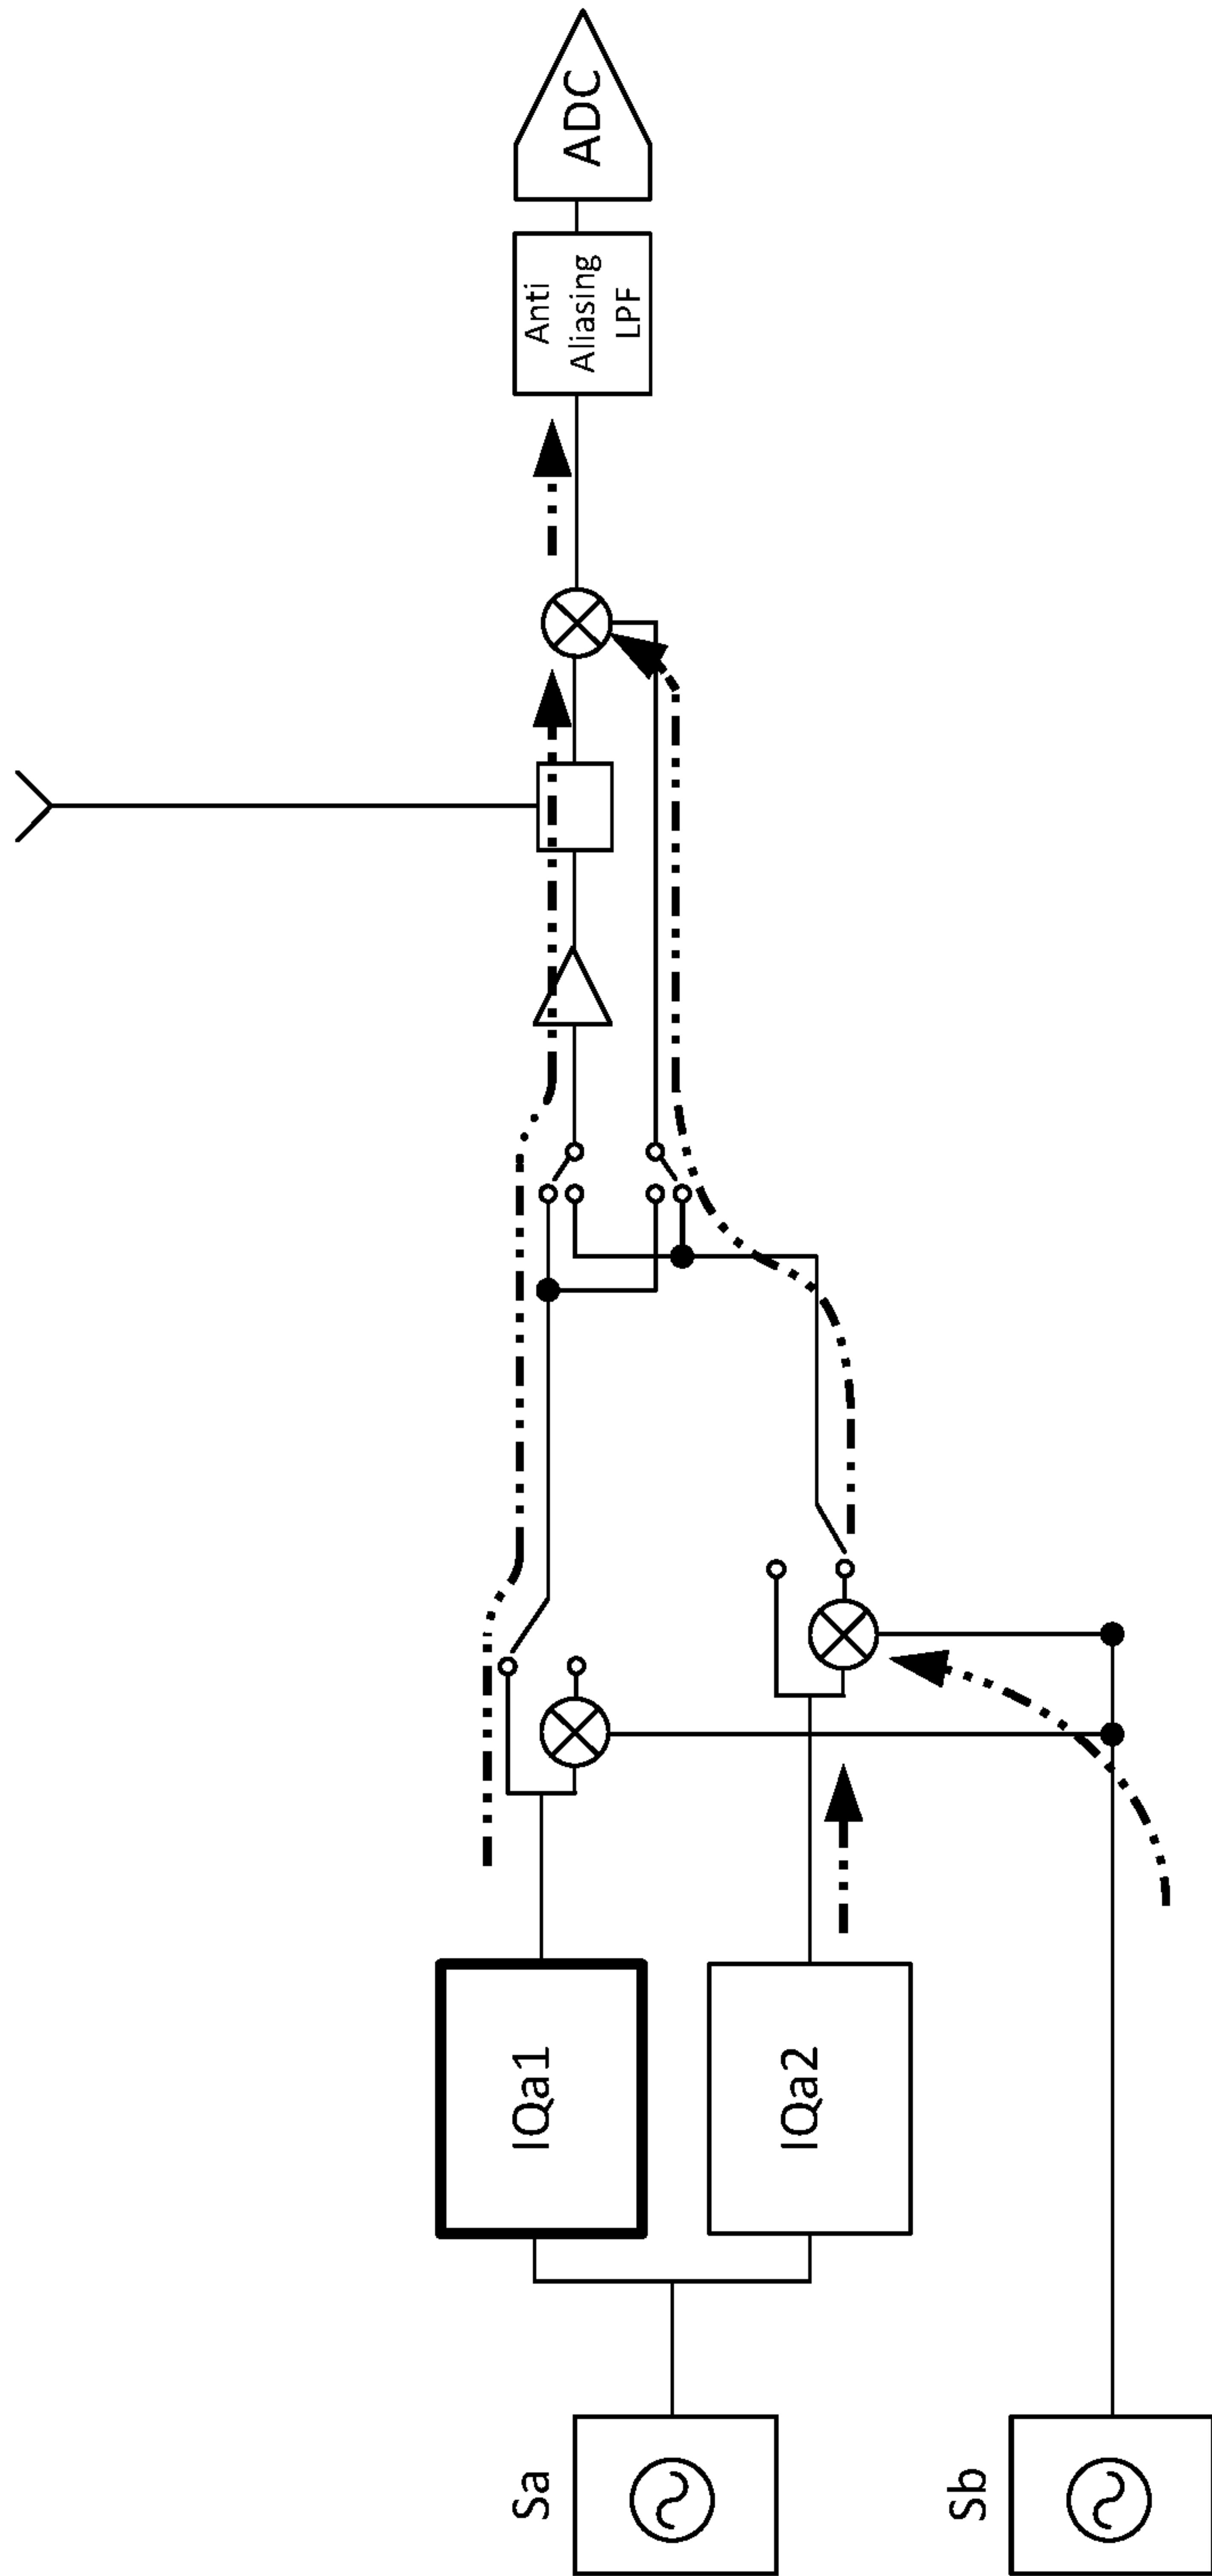 Sa
Sb
IQa1
IQa2
Anti
Aliasing
LPF
ADC